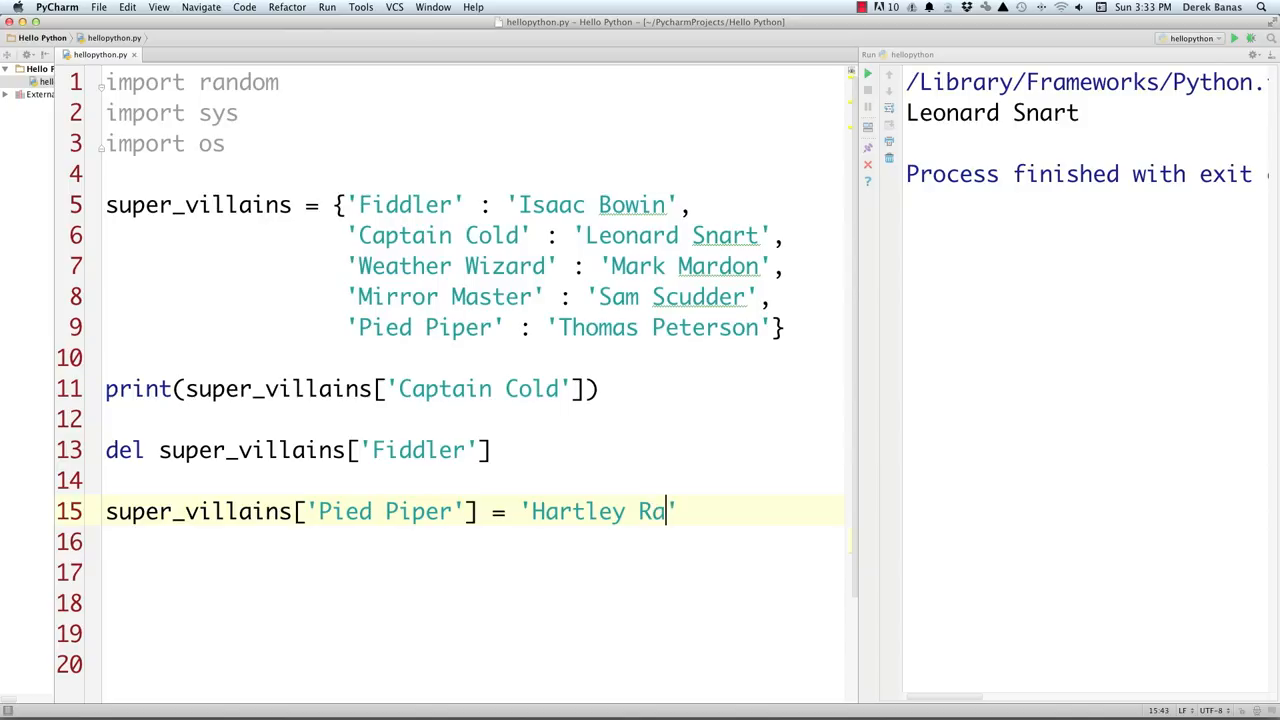 PyCharm File Edit View Navigate Code Refactor Run Tools VCS Window Help 10 Sun 3:33 PM Derek Banas
hellopython.py - Hello Python - [~/PycharmProjects/Hello Python]
Hello Python hellopython.py hellopython
hellopython.py Run hellopython
Hello P
hell
Extern
1 import random
2 import sys
3 import os
4
5 super_villains = {'Fiddler' : 'Isaac Bowin',
6 'Captain Cold' : 'Leonard Snart',
7 'Weather Wizard' : 'Mark Mardon',
8 'Mirror Master' : 'Sam Scudder',
9 'Pied Piper' : 'Thomas Peterson'}
10
11 print(super_villains['Captain Cold'])
12
13 del super_villains['Fiddler']
14
15 super_villains['Pied Piper'] = 'Hartley Ra'
16
17
18
19
20
/Library/Frameworks/Python.
Leonard Snart
Process finished with exit
15:43 LF UTF-8